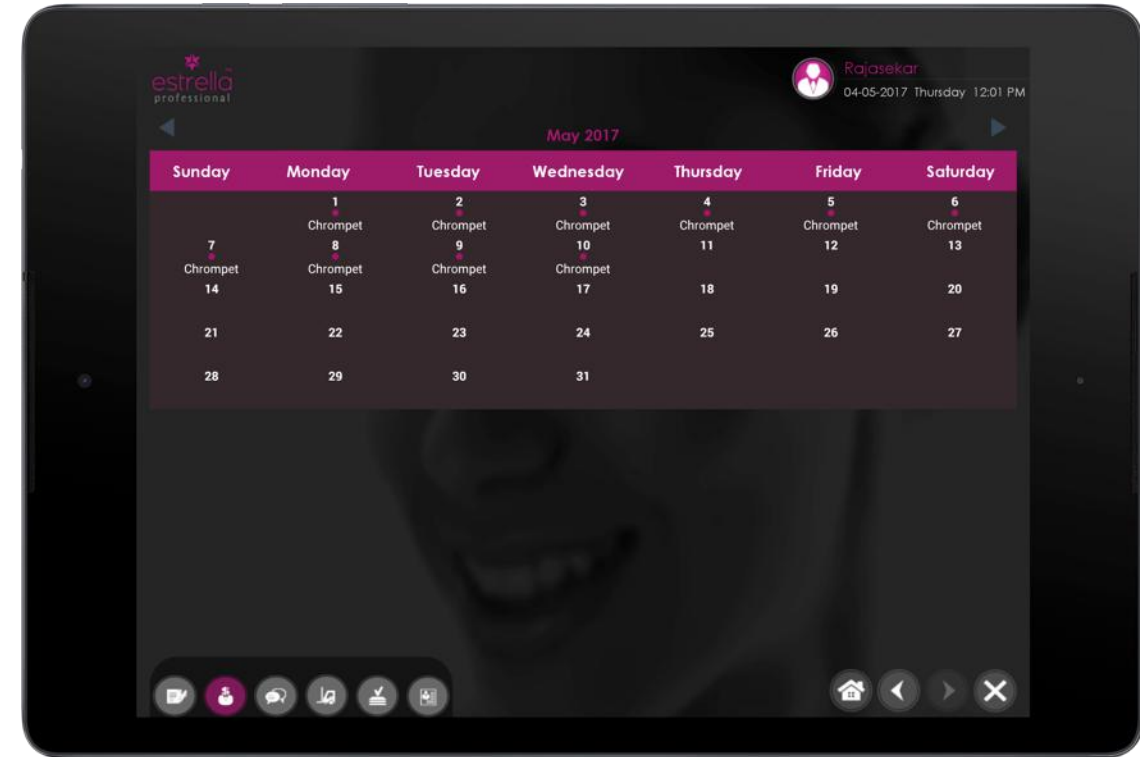 estrella
professional
Rajasekar
04-05-2017 Thursday 12:01 PM
May 2017
Sunday Monday Tuesday Wednesday Thursday Friday Saturday
1 2 3 4 5 6
Chrompet Chrompet Chrompet Chrompet Chrompet Chrompet
7 8 9 10 11 12 13
Chrompet Chrompet Chrompet Chrompet
14 15 16 17 18 19 20
21 22 23 24 25 26 27
28 29 30 31